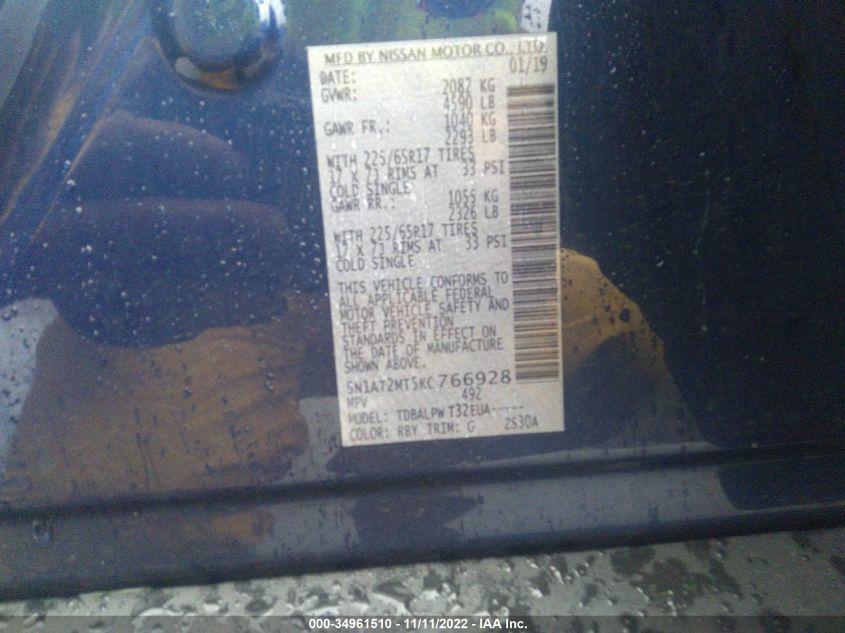 MFD BY NISSAN MOTOR CO., LTD
DATE: 01/19
GVWR: 2082 KG
4590 LB
GAWR FR.: 1040 KG
2293 LB
WITH 225/65R17 TIRES
17 X 7J RIMS AT 33 PSI
COLD SINGLE
GAWR RR.: 1055 KG
2326 LB
WITH 225/65R17 TIRES
17 X 7J RIMS AT 33 PSI
COLD SINGLE
THIS VEHICLE CONFORMS TO
ALL APPLICABLE FEDERAL
MOTOR VEHICLE SAFETY AND
THEFT PREVENTION
STANDARDS IN EFFECT ON
THE DATE OF MANUFACTURE
SHOWN ABOVE.
5N1AT2MT5KC766928
MPV 492
MODEL: TDBALPW T32EUA-----
COLOR: RBY TRIM: G 2S30A
000-34961510 - 11/11/2022 - IAA Inc.